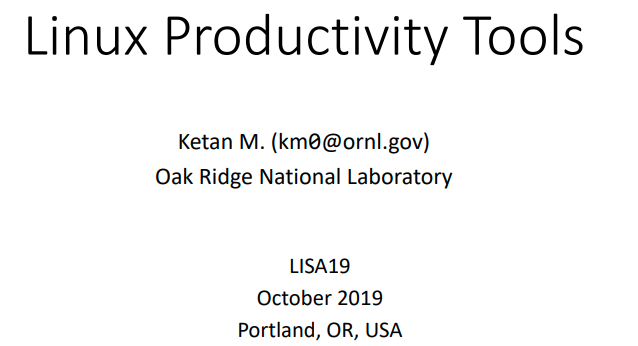 Linux Productivity Tools
Ketan M. (km0@ornl.gov)
Oak Ridge National Laboratory
LISA19
October 2019
Portland, OR, USA